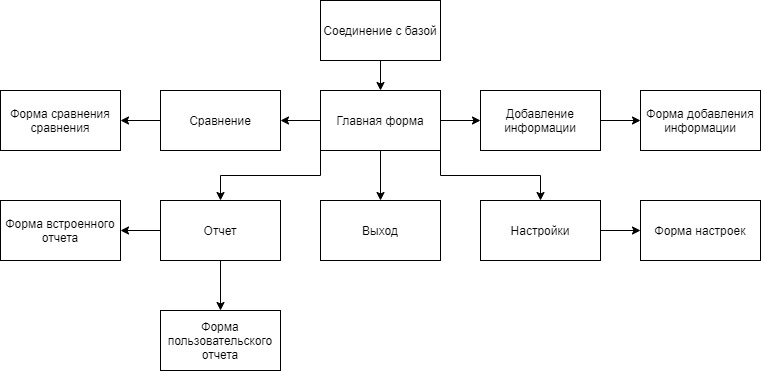 Соединение с базой
Форма сравнения
сравнения
Сравнение
Главная форма
Добавление
информации
Форма добавления
информации
Форма встроенного
отчета
Отчет
Выход
Настройки
Форма настроек
Форма
пользовательского
отчета